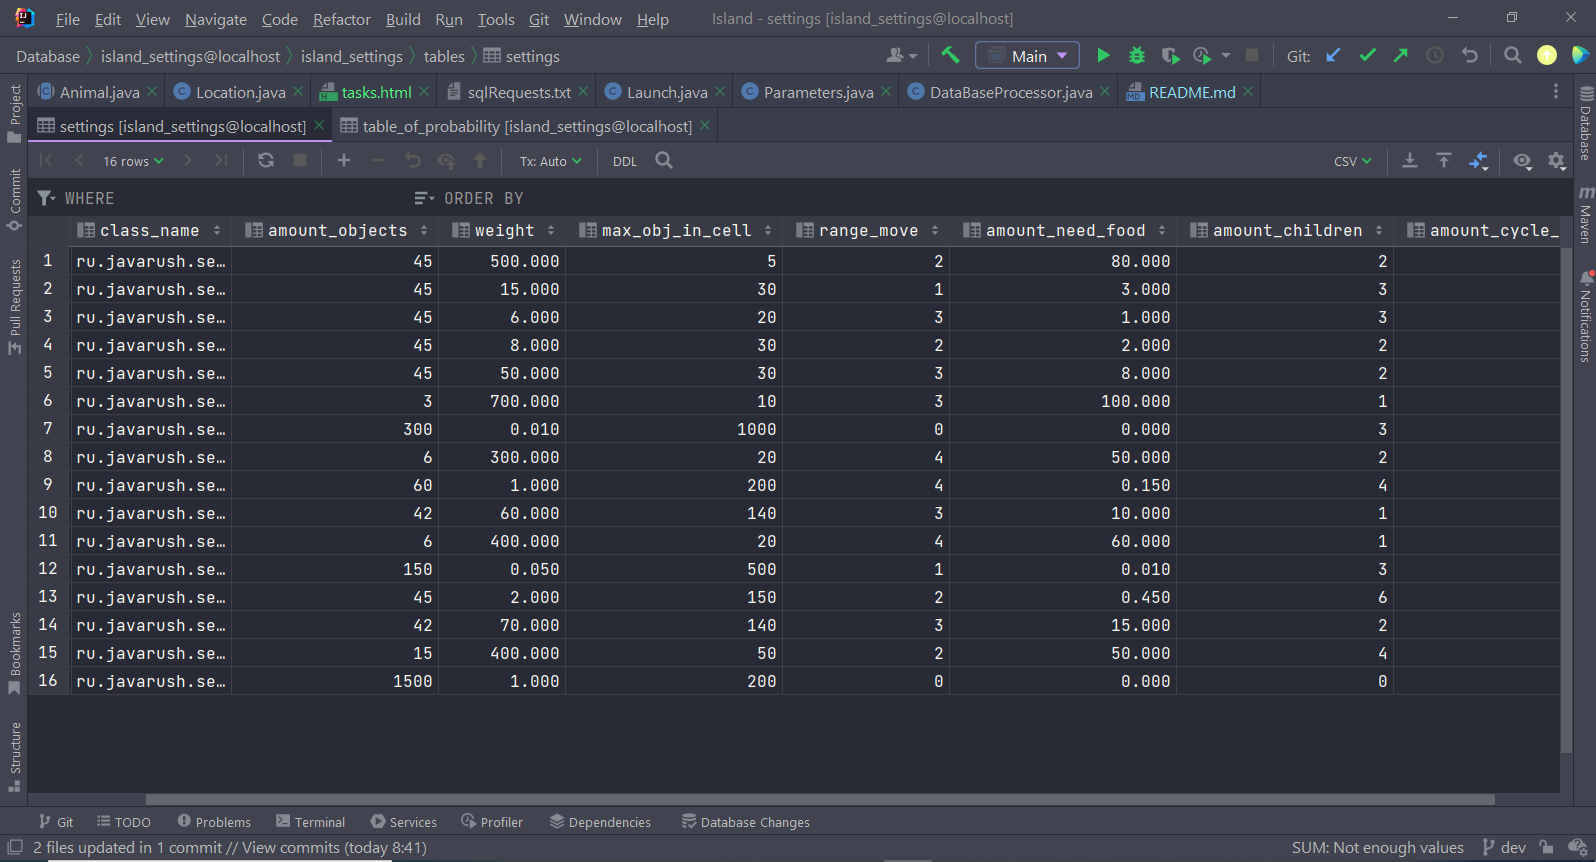 File Edit View Navigate Code Refactor Build Run Tools Git Window Help Island - settings [island_settings@localhost]
Database island_settings@localhost island_settings tables settings Main Git:
Animal.java Location.java tasks.html sqlRequests.txt Launch.java Parameters.java DataBaseProcessor.java README.md
settings [island_settings@localhost] table_of_probability [island_settings@localhost]
16 rows Tx: Auto DDL CSV
WHERE ORDER BY
class_name amount_objects weight max_obj_in_cell range_move amount_need_food amount_children amount_cycle_
1 ru.javarush.se… 45 500.000 5 2 80.000 2
2 ru.javarush.se… 45 15.000 30 1 3.000 3
3 ru.javarush.se… 45 6.000 20 3 1.000 3
4 ru.javarush.se… 45 8.000 30 2 2.000 2
5 ru.javarush.se… 45 50.000 30 3 8.000 2
6 ru.javarush.se… 3 700.000 10 3 100.000 1
7 ru.javarush.se… 300 0.010 1000 0 0.000 3
8 ru.javarush.se… 6 300.000 20 4 50.000 2
9 ru.javarush.se… 60 1.000 200 4 0.150 4
10 ru.javarush.se… 42 60.000 140 3 10.000 1
11 ru.javarush.se… 6 400.000 20 4 60.000 1
12 ru.javarush.se… 150 0.050 500 1 0.010 3
13 ru.javarush.se… 45 2.000 150 2 0.450 6
14 ru.javarush.se… 42 70.000 140 3 15.000 2
15 ru.javarush.se… 15 400.000 50 2 50.000 4
16 ru.javarush.se… 1500 1.000 200 0 0.000 0
Project
Commit
Pull Requests
Bookmarks
Structure
Database
Maven
Notifications
Git TODO Problems Terminal Services Profiler Dependencies Database Changes
2 files updated in 1 commit // View commits (today 8:41) SUM: Not enough values dev